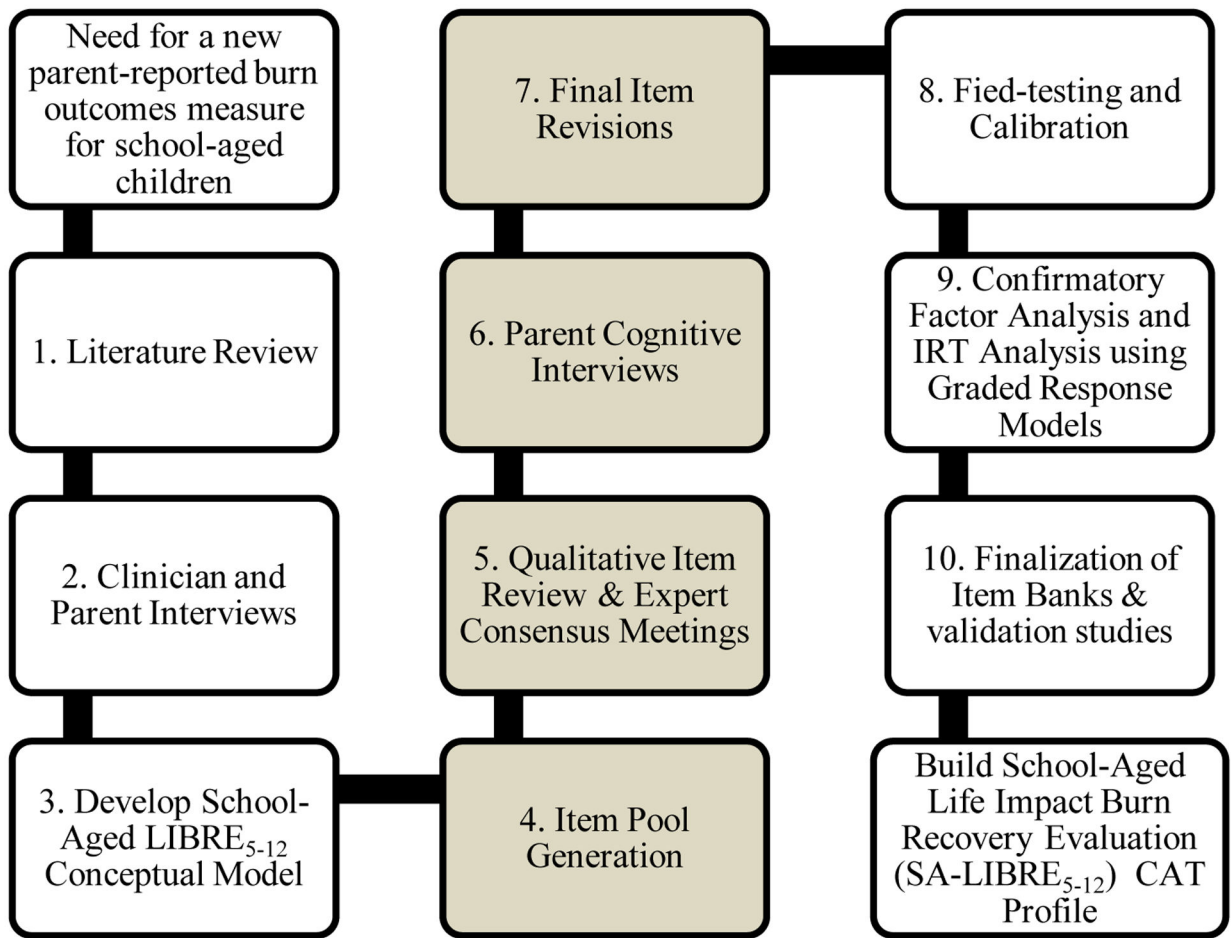 Need for a new
parent-reported burn
outcomes measure
for school-aged
children
1. Literature Review
2. Clinician and
Parent Interviews
3. Develop School-
Aged LIBRE5-12
Conceptual Model
4. Item Pool
Generation
5. Qualitative Item
Review & Expert
Consensus Meetings
6. Parent Cognitive
Interviews
7. Final Item
Revisions
8. Fied-testing and
Calibration
9. Confirmatory
Factor Analysis and
IRT Analysis using
Graded Response
Models
10. Finalization of
Item Banks &
validation studies
Build School-Aged
Life Impact Burn
Recovery Evaluation
(SA-LIBRE5-12) CAT
Profile